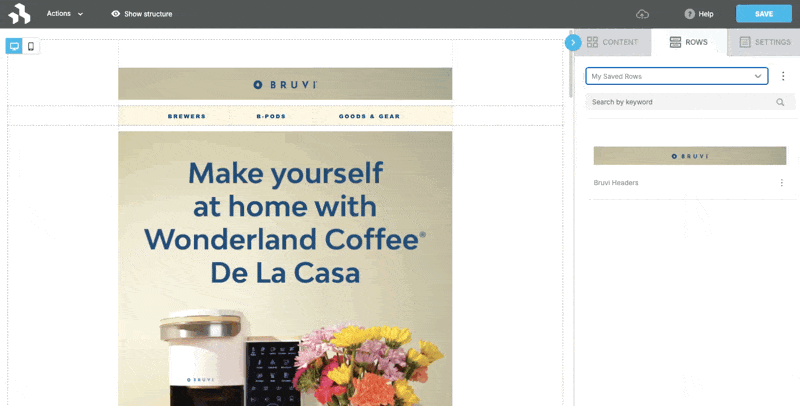 Actions
Show structure
Help
SAVE
CONTENT
ROWS
SETTINGS
My Saved Rows
Search by keyword
BRUVI
Bruvi Headers
BRUVI
BREWERS
B-PODS
GOODS & GEAR
Make yourself
at home with
Wonderland Coffee®
De La Casa
BRUVI